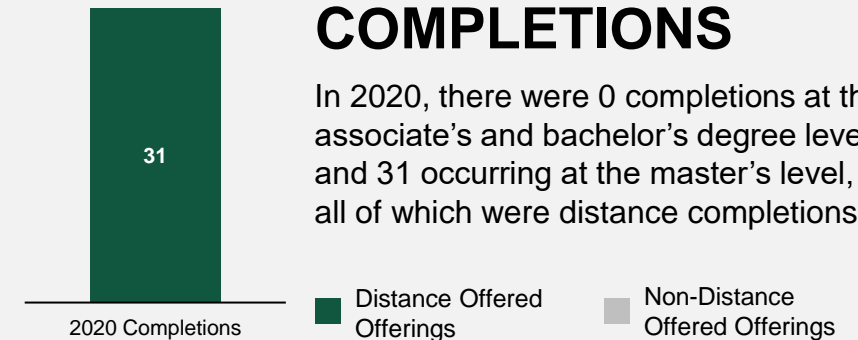 COMPLETIONS
In 2020, there were 0 completions at th
associate's and bachelor's degree leve
and 31 occurring at the master's level,
all of which were distance completions
31
2020 Completions
Distance Offered
Offerings
Non-Distance
Offered Offerings